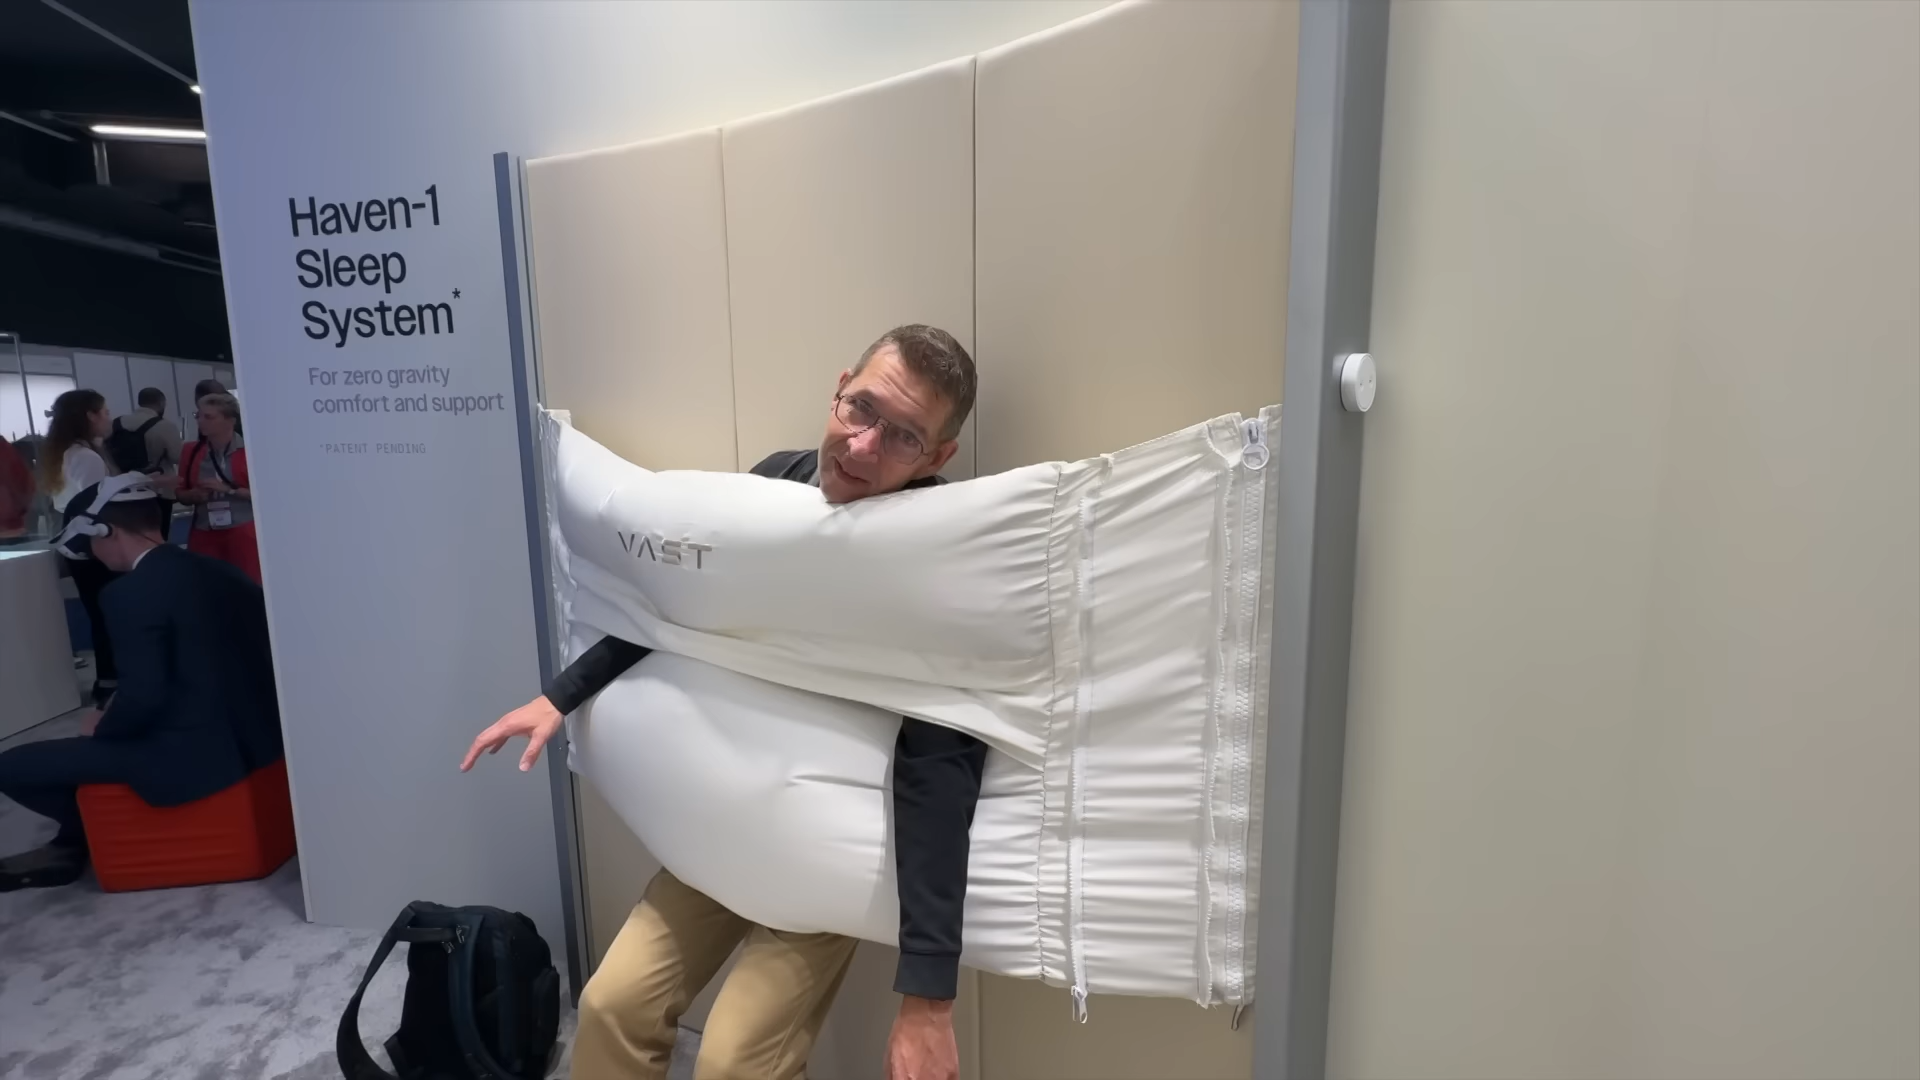 Haven-1
Sleep
System*
For zero gravity
comfort and support
*PATENT PENDING
VAST